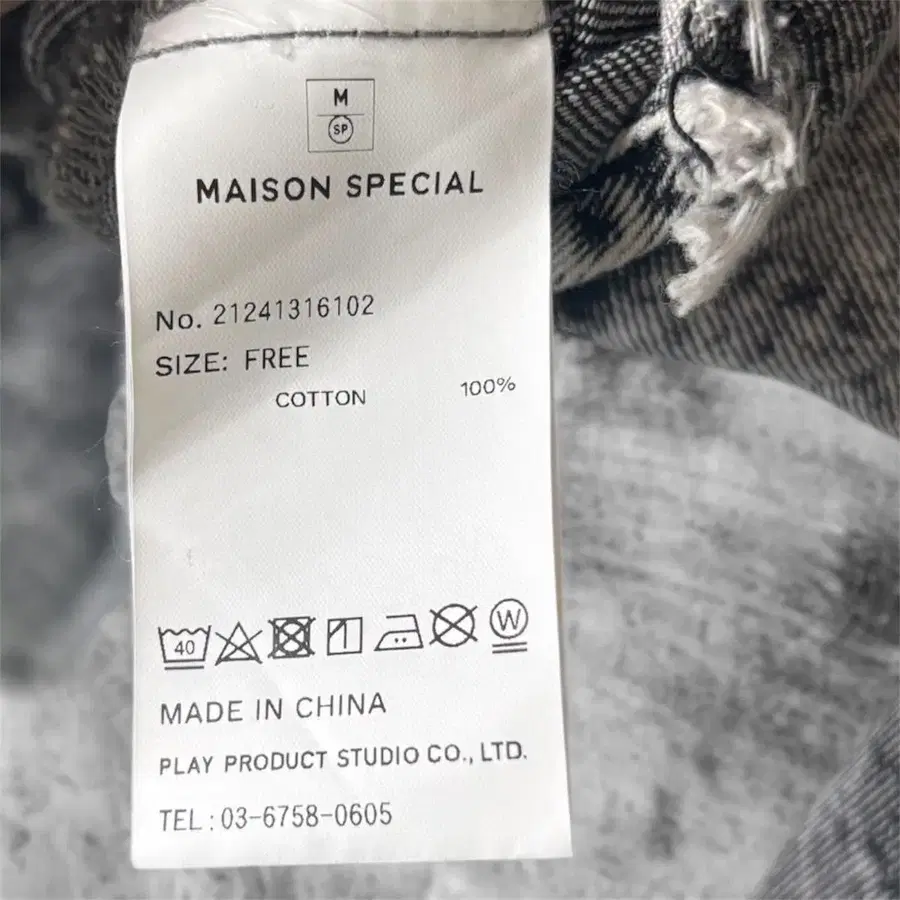 M
SP
MAISON SPECIAL
No. 21241316102
SIZE: FREE
COTTON 100%
40 W
MADE IN CHINA
PLAY PRODUCT STUDIO CO., LTD.
TEL : 03-6758-0605